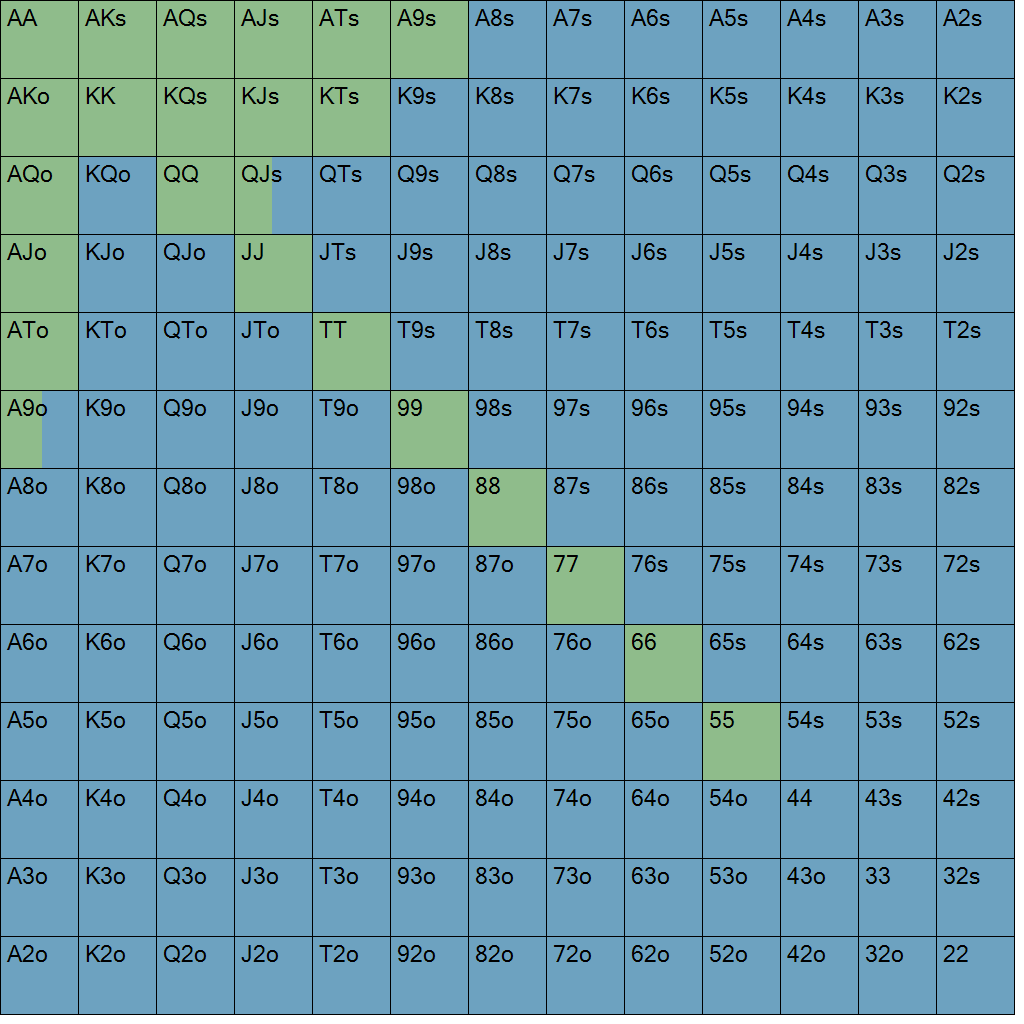 AA AKs AQs AJs ATs A9s A8s A7s A6s A5s A4s A3s A2s
AKo KK KQs KJs KTs K9s K8s K7s K6s K5s K4s K3s K2s
AQo KQo QQ QJs QTs Q9s Q8s Q7s Q6s Q5s Q4s Q3s Q2s
AJo KJo QJo JJ JTs J9s J8s J7s J6s J5s J4s J3s J2s
ATo KTo QTo JTo TT T9s T8s T7s T6s T5s T4s T3s T2s
A9o K9o Q9o J9o T9o 99 98s 97s 96s 95s 94s 93s 92s
A8o K8o Q8o J8o T8o 98o 88 87s 86s 85s 84s 83s 82s
A7o K7o Q7o J7o T7o 97o 87o 77 76s 75s 74s 73s 72s
A6o K6o Q6o J6o T6o 96o 86o 76o 66 65s 64s 63s 62s
A5o K5o Q5o J5o T5o 95o 85o 75o 65o 55 54s 53s 52s
A4o K4o Q4o J4o T4o 94o 84o 74o 64o 54o 44 43s 42s
A3o K3o Q3o J3o T3o 93o 83o 73o 63o 53o 43o 33 32s
A2o K2o Q2o J2o T2o 92o 82o 72o 62o 52o 42o 32o 22